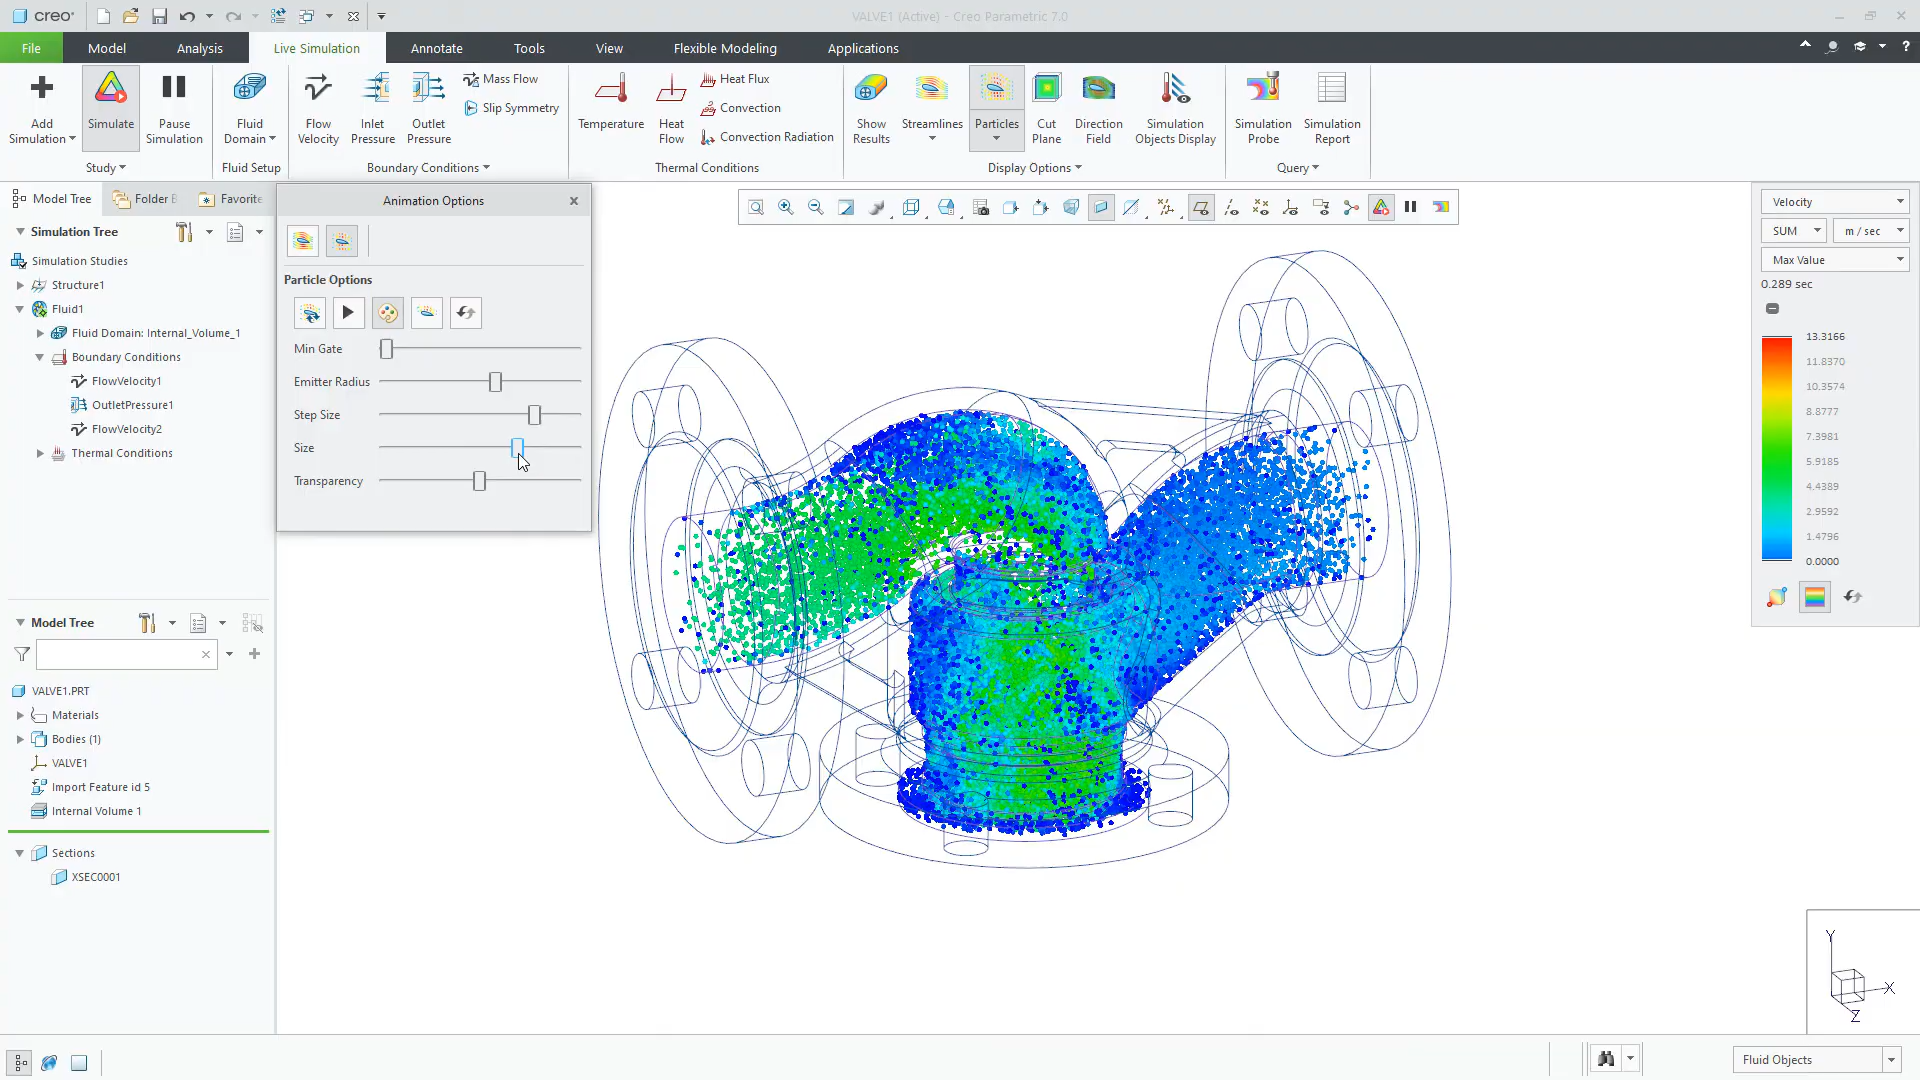 creo
VALVE1 (Active) - Creo Parametric 7.0
File
Model
Analysis
Live Simulation
Annotate
Tools
View
Flexible Modeling
Applications
Add Simulation
Simulate
Pause Simulation
Fluid Domain
Flow Velocity
Inlet Pressure
Outlet Pressure
Mass Flow
Slip Symmetry
Temperature
Heat Flow
Heat Flux
Convection
Convection Radiation
Show Results
Streamlines
Particles
Cut Plane
Direction Field
Simulation Objects Display
Simulation Probe
Simulation Report
Study
Fluid Setup
Boundary Conditions
Thermal Conditions
Display Options
Query
Model Tree
Folder B
Favorite
Simulation Tree
Simulation Studies
Structure1
Fluid1
Fluid Domain: Internal_Volume_1
Boundary Conditions
FlowVelocity1
OutletPressure1
FlowVelocity2
Thermal Conditions
Model Tree
VALVE1.PRT
Materials
Bodies (1)
VALVE1
Import Feature id 5
Internal Volume 1
Sections
XSEC0001
Animation Options
Particle Options
Min Gate
Emitter Radius
Step Size
Size
Transparency
Velocity
SUM
m / sec
Max Value
0.289 sec
13.3166
11.8370
10.3574
8.8777
7.3981
5.9185
4.4389
2.9592
1.4796
0.0000
Y
X
Z
Fluid Objects